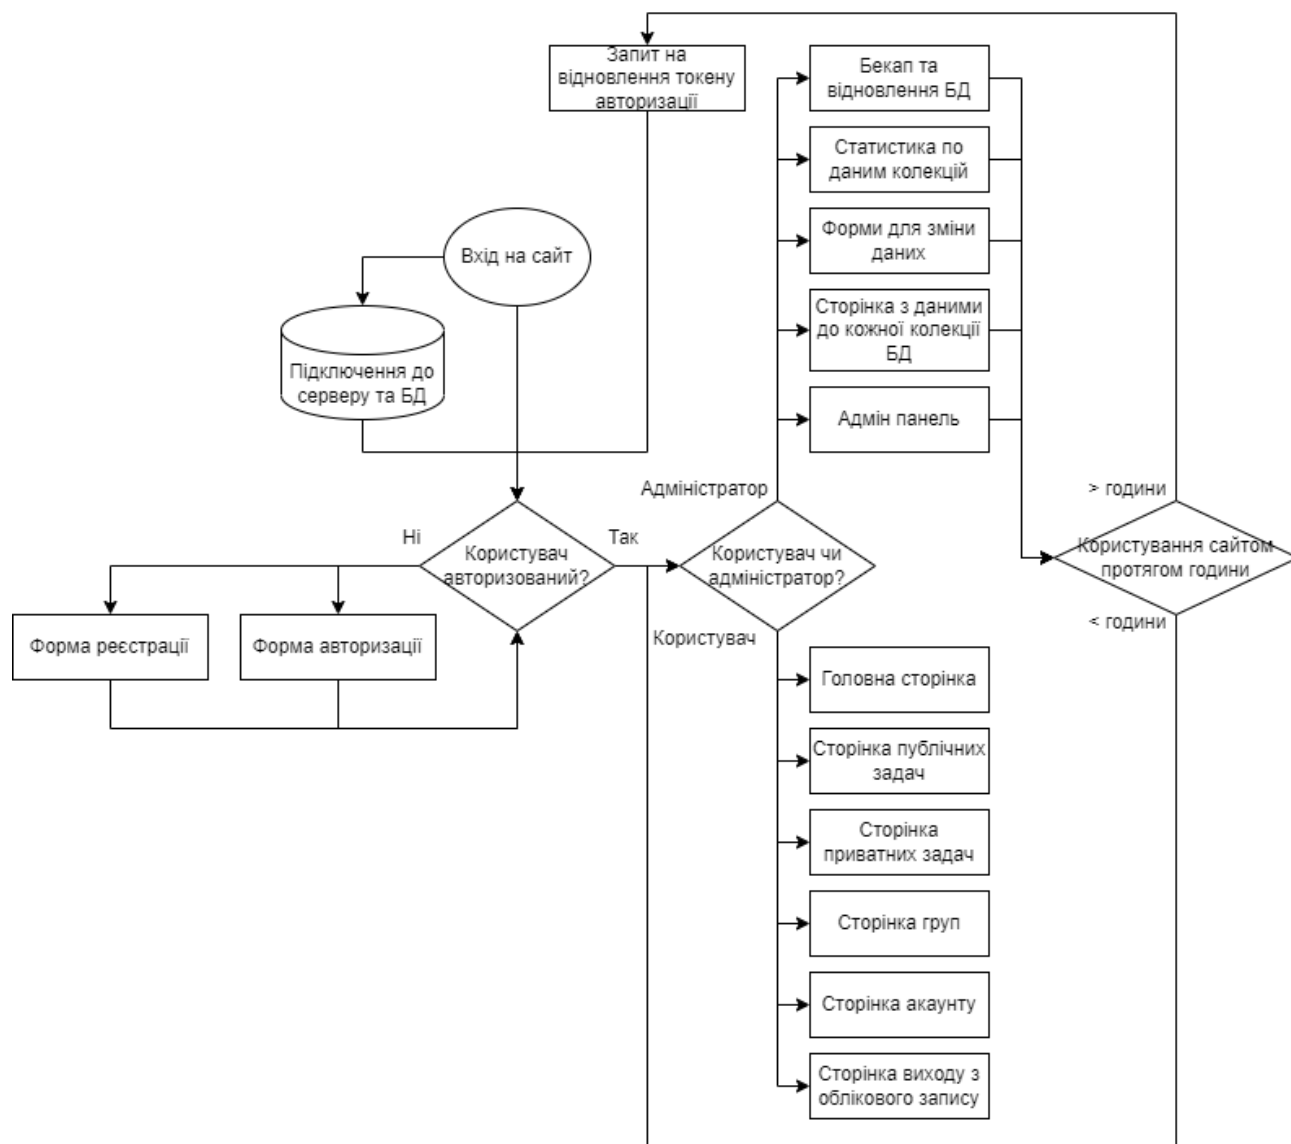 Запит на
відновлення токену
авторизації
Бекап та
відновлення БД
Статистика по
даним колекцій
Форми для зміни
даних
Вхід на сайт
Сторінка з даними
до кожної колекції
БД
Підключення до
серверу та БД
Адмін панель
Адміністратор
> години
Ні
Так
Користувач
авторизований?
Користувач чи
адміністратор?
Користування сайтом
протягом години
< години
Користувач
Форма реєстрації
Форма авторизації
Головна сторінка
Сторінка публічних
задач
Сторінка
приватних задач
Сторінка груп
Сторінка акаунту
Сторінка виходу з
облікового запису